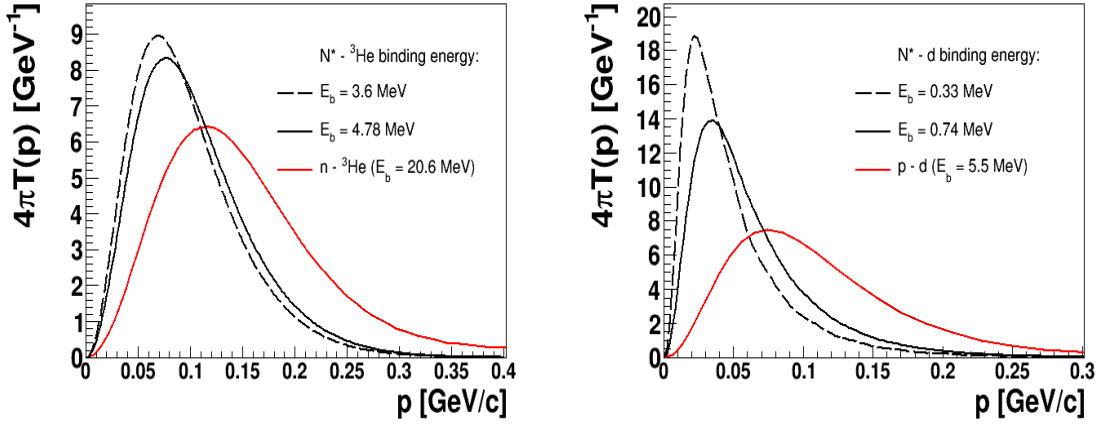 4πT(p) [GeV⁻¹]
9
8
7
6
5
4
3
2
1
0
N* - ³He binding energy:
E_b = 3.6 MeV
E_b = 4.78 MeV
n - ³He (E_b = 20.6 MeV)
0 0.05 0.1 0.15 0.2 0.25 0.3 0.35 0.4
p [GeV/c]
4πT(p) [GeV⁻¹]
20
18
16
14
12
10
8
6
4
2
0
N* - d binding energy:
E_b = 0.33 MeV
E_b = 0.74 MeV
p - d (E_b = 5.5 MeV)
0 0.05 0.1 0.15 0.2 0.25 0.3
p [GeV/c]